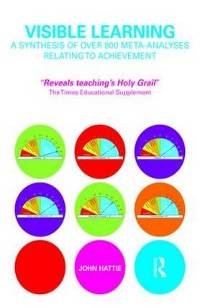 VISIBLE LEARNING
A SYNTHESIS OF OVER 800 META-ANALYSES
RELATING TO ACHIEVEMENT
"Reveals teaching's Holy Grail"
The Times Educational Supplement
JOHN HATTIE
R